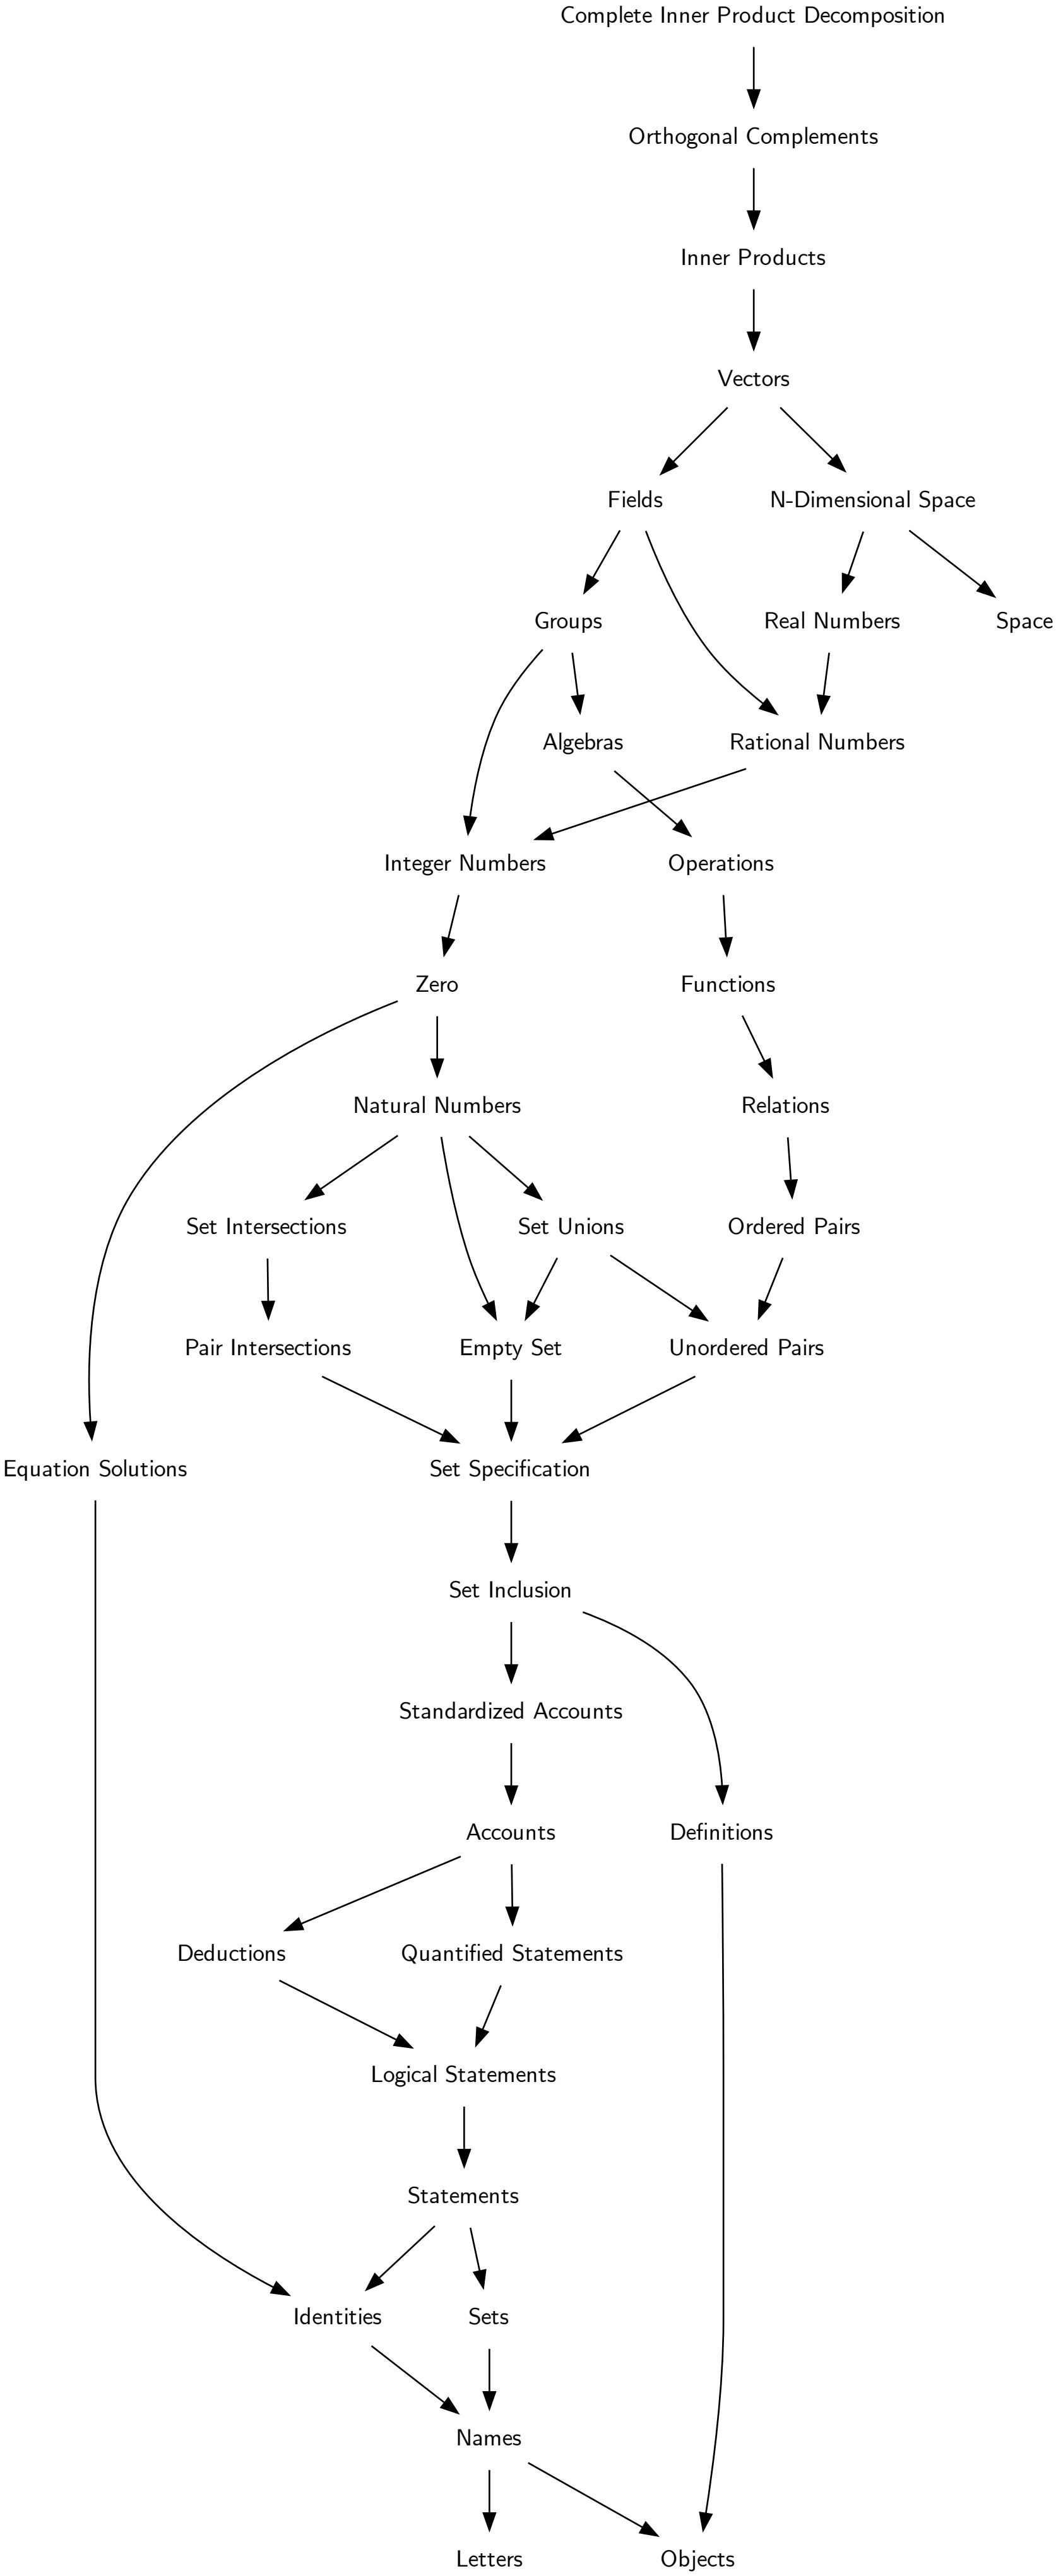 Complete Inner Product Decomposition
Orthogonal Complements
Inner Products
Vectors
Fields
N-Dimensional Space
Groups
Real Numbers
Space
Algebras
Rational Numbers
Integer Numbers
Operations
Zero
Functions
Natural Numbers
Relations
Set Intersections
Set Unions
Ordered Pairs
Pair Intersections
Empty Set
Unordered Pairs
Equation Solutions
Set Specification
Set Inclusion
Standardized Accounts
Accounts
Definitions
Deductions
Quantified Statements
Logical Statements
Statements
Identities
Sets
Names
Letters
Objects